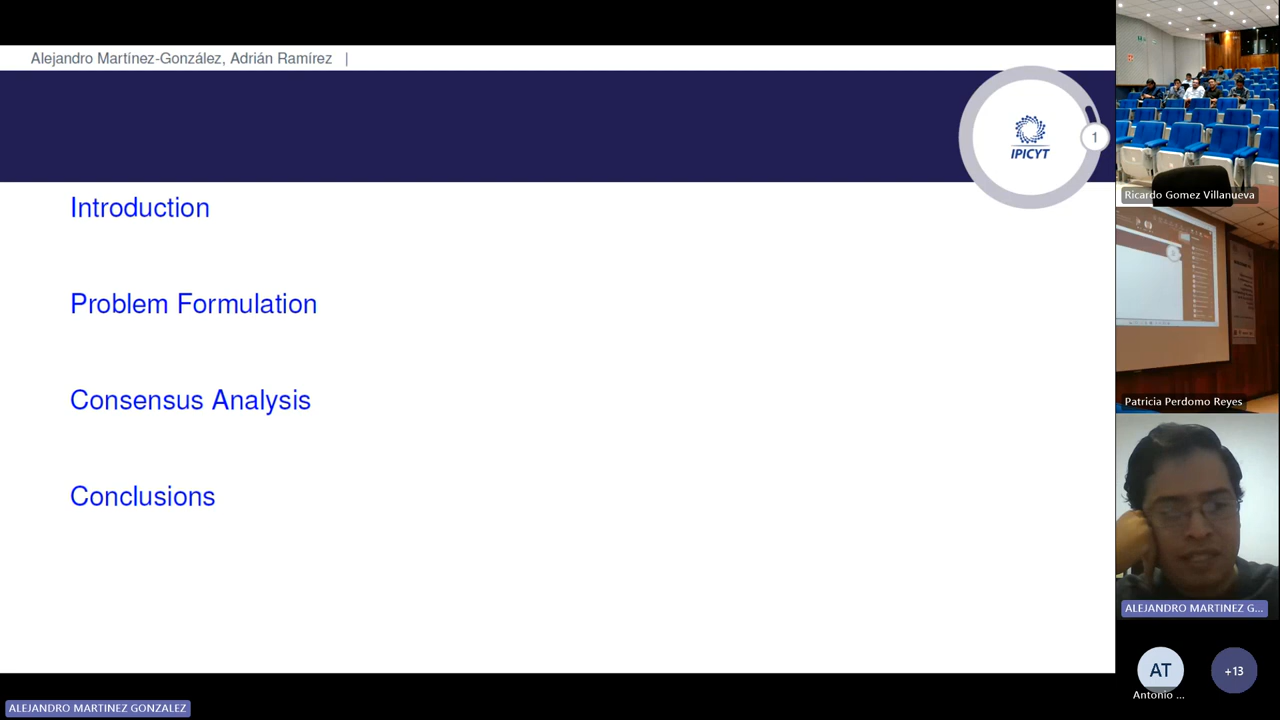 Alejandro Martínez-González, Adrián Ramírez |
IPICYT
1
Introduction
Problem Formulation
Consensus Analysis
Conclusions
Ricardo Gomez Villanueva
Patricia Perdomo Reyes
ALEJANDRO MARTINEZ G...
AT
Antonio ...
+13
ALEJANDRO MARTINEZ GONZALEZ